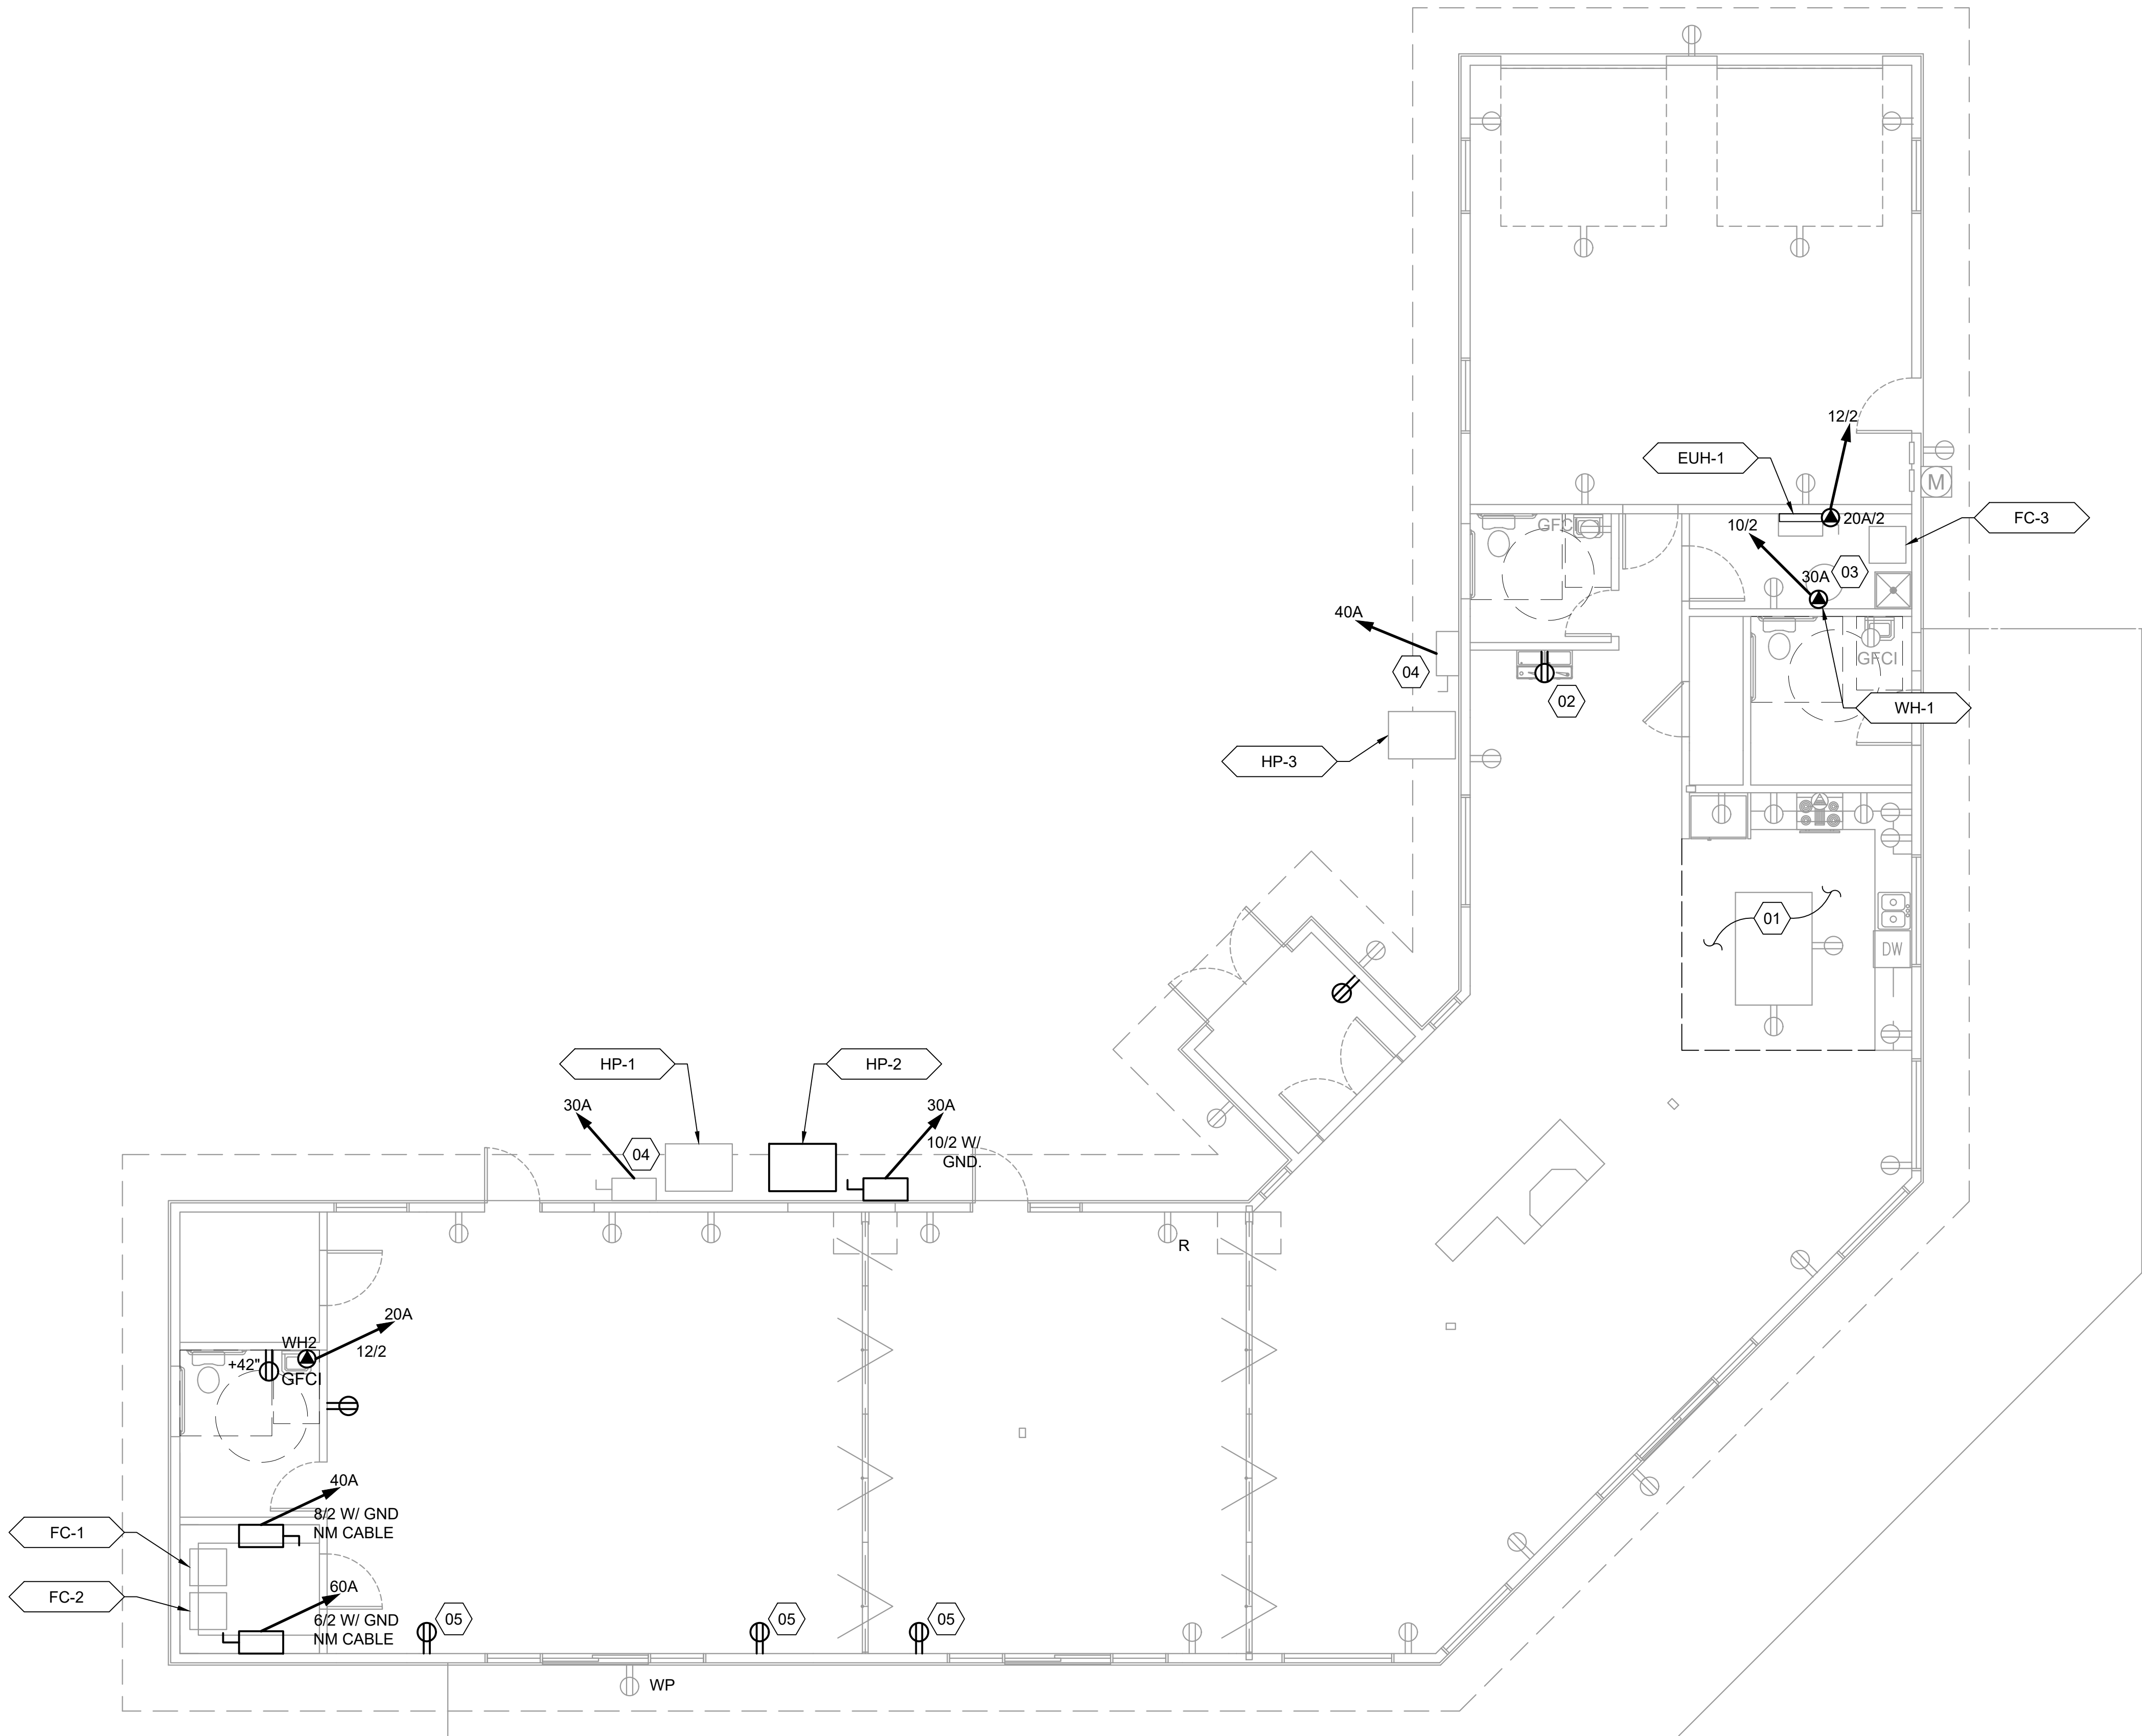 12/2
EUH-1
M
20A/2
FC-3
GFCI
10/2
30A
03
40A
04
GFCI
02
WH-1
HP-3
01
DW
HP-1
HP-2
30A
30A
04
10/2 W/
GND.
R
20A
WH2
12/2
+42"
GFCI
40A
8/2 W/ GND
NM CABLE
FC-1
60A
FC-2
6/2 W/ GND
NM CABLE
05
05
05
WP